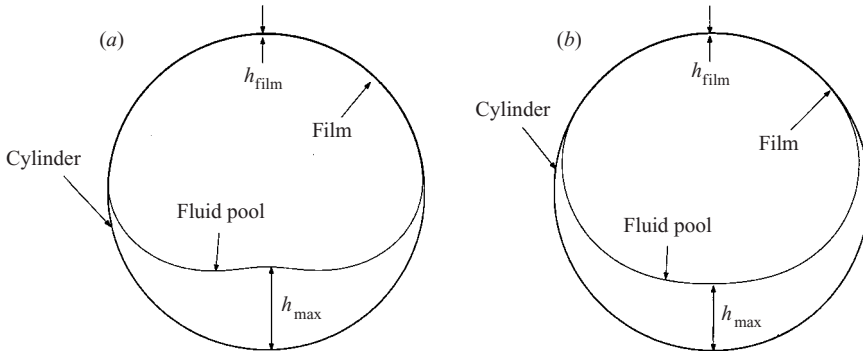 (a)
h_film
Film
Cylinder
Fluid pool
h_max
(b)
h_film
Cylinder
Film
Fluid pool
h_max